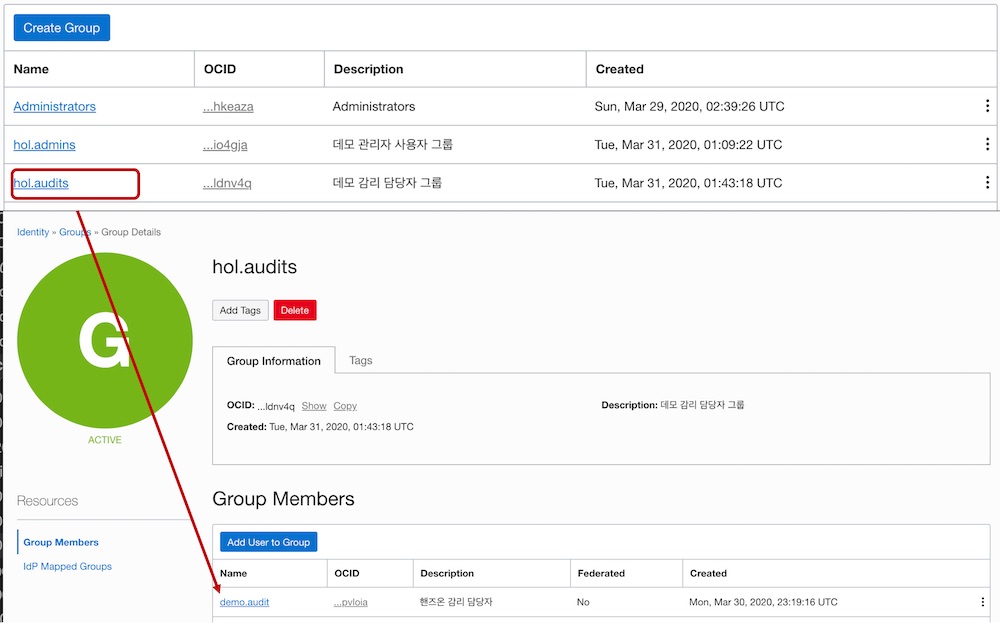 Create Group
Name OCID Description Created
Administrators ...hkeaza Administrators Sun, Mar 29, 2020, 02:39:26 UTC
hol.admins ...io4gja 데모 관리자 사용자 그룹 Tue, Mar 31, 2020, 01:09:22 UTC
hol.audits ...ldnv4q 데모 감리 담당자 그룹 Tue, Mar 31, 2020, 01:43:18 UTC
Identity » Groups » Group Details
G
ACTIVE
hol.audits
Add Tags Delete
Group Information Tags
OCID: ...ldnv4q Show Copy Description: 데모 감리 담당자 그룹
Created: Tue, Mar 31, 2020, 01:43:18 UTC
Resources
Group Members
IdP Mapped Groups
Group Members
Add User to Group
Name OCID Description Federated Created
demo.audit ...pvloia 핸즈온 감리 담당자 No Mon, Mar 30, 2020, 23:19:16 UTC